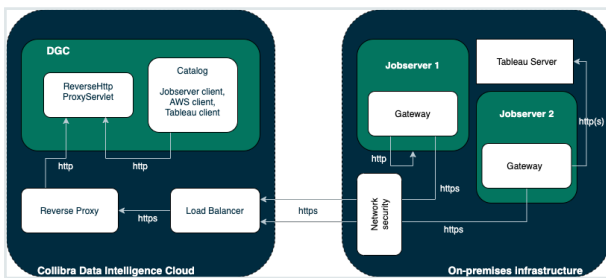 DGC
ReverseHttp
ProxyServlet
Catalog
Jobserver client,
AWS client,
Tableau client
http
http
Reverse Proxy
https
Load Balancer
https
Collibra Data Intelligence Cloud
Jobserver 1
Gateway
http
https
Network
security
Tableau Server
http(s)
Jobserver 2
Gateway
https
On-premises Infrastructure